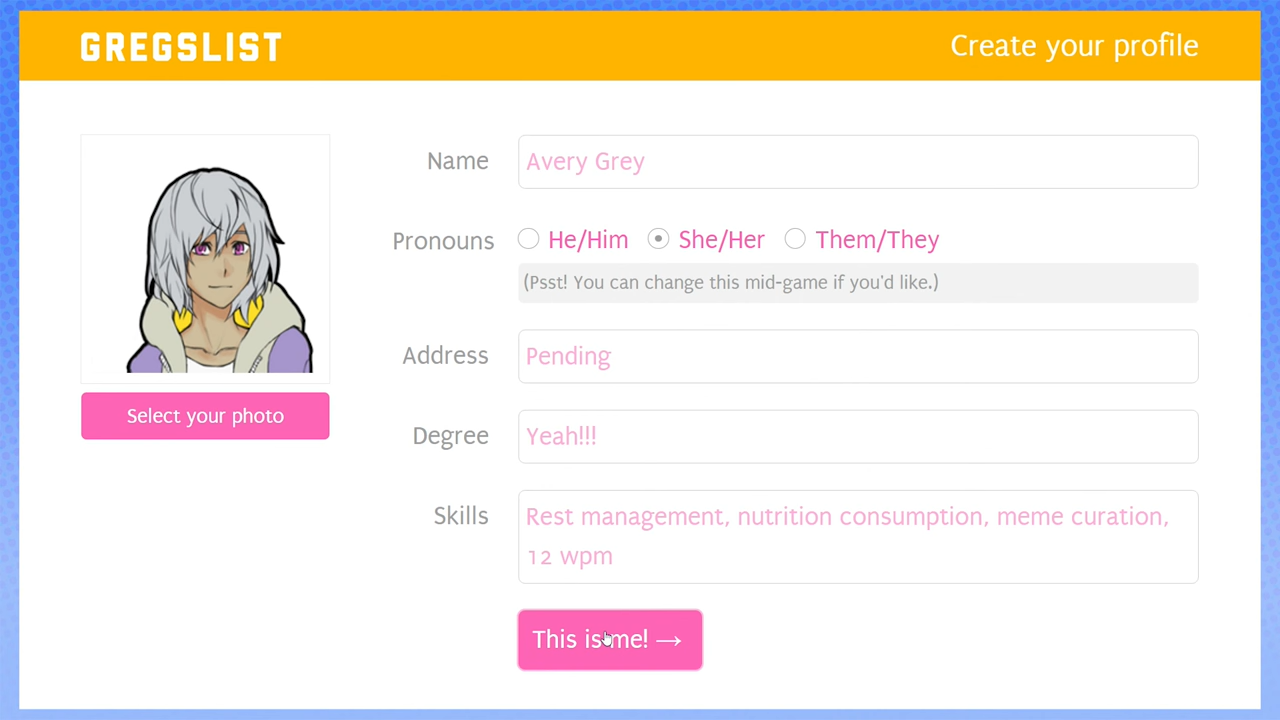 GREGSLIST
Create your profile
Name
Avery Grey
Pronouns
He/Him
She/Her
Them/They
(Psst! You can change this mid-game if you'd like.)
Address
Pending
Degree
Yeah!!!
Skills
Rest management, nutrition consumption, meme curation,
12 wpm
Select your photo
This is me! →